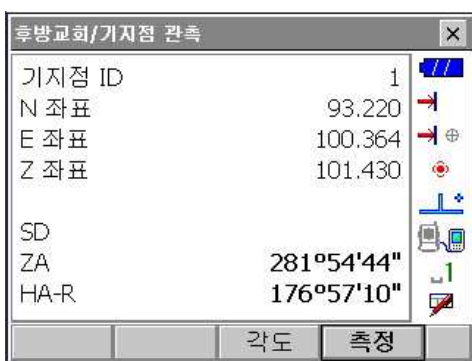 후방교회/기지점 관측
기지점 ID 1
N 좌표 93.220
E 좌표 100.364
Z 좌표 101.430
SD
ZA 281°54'44"
HA-R 176°57'10"
1
각도 측정